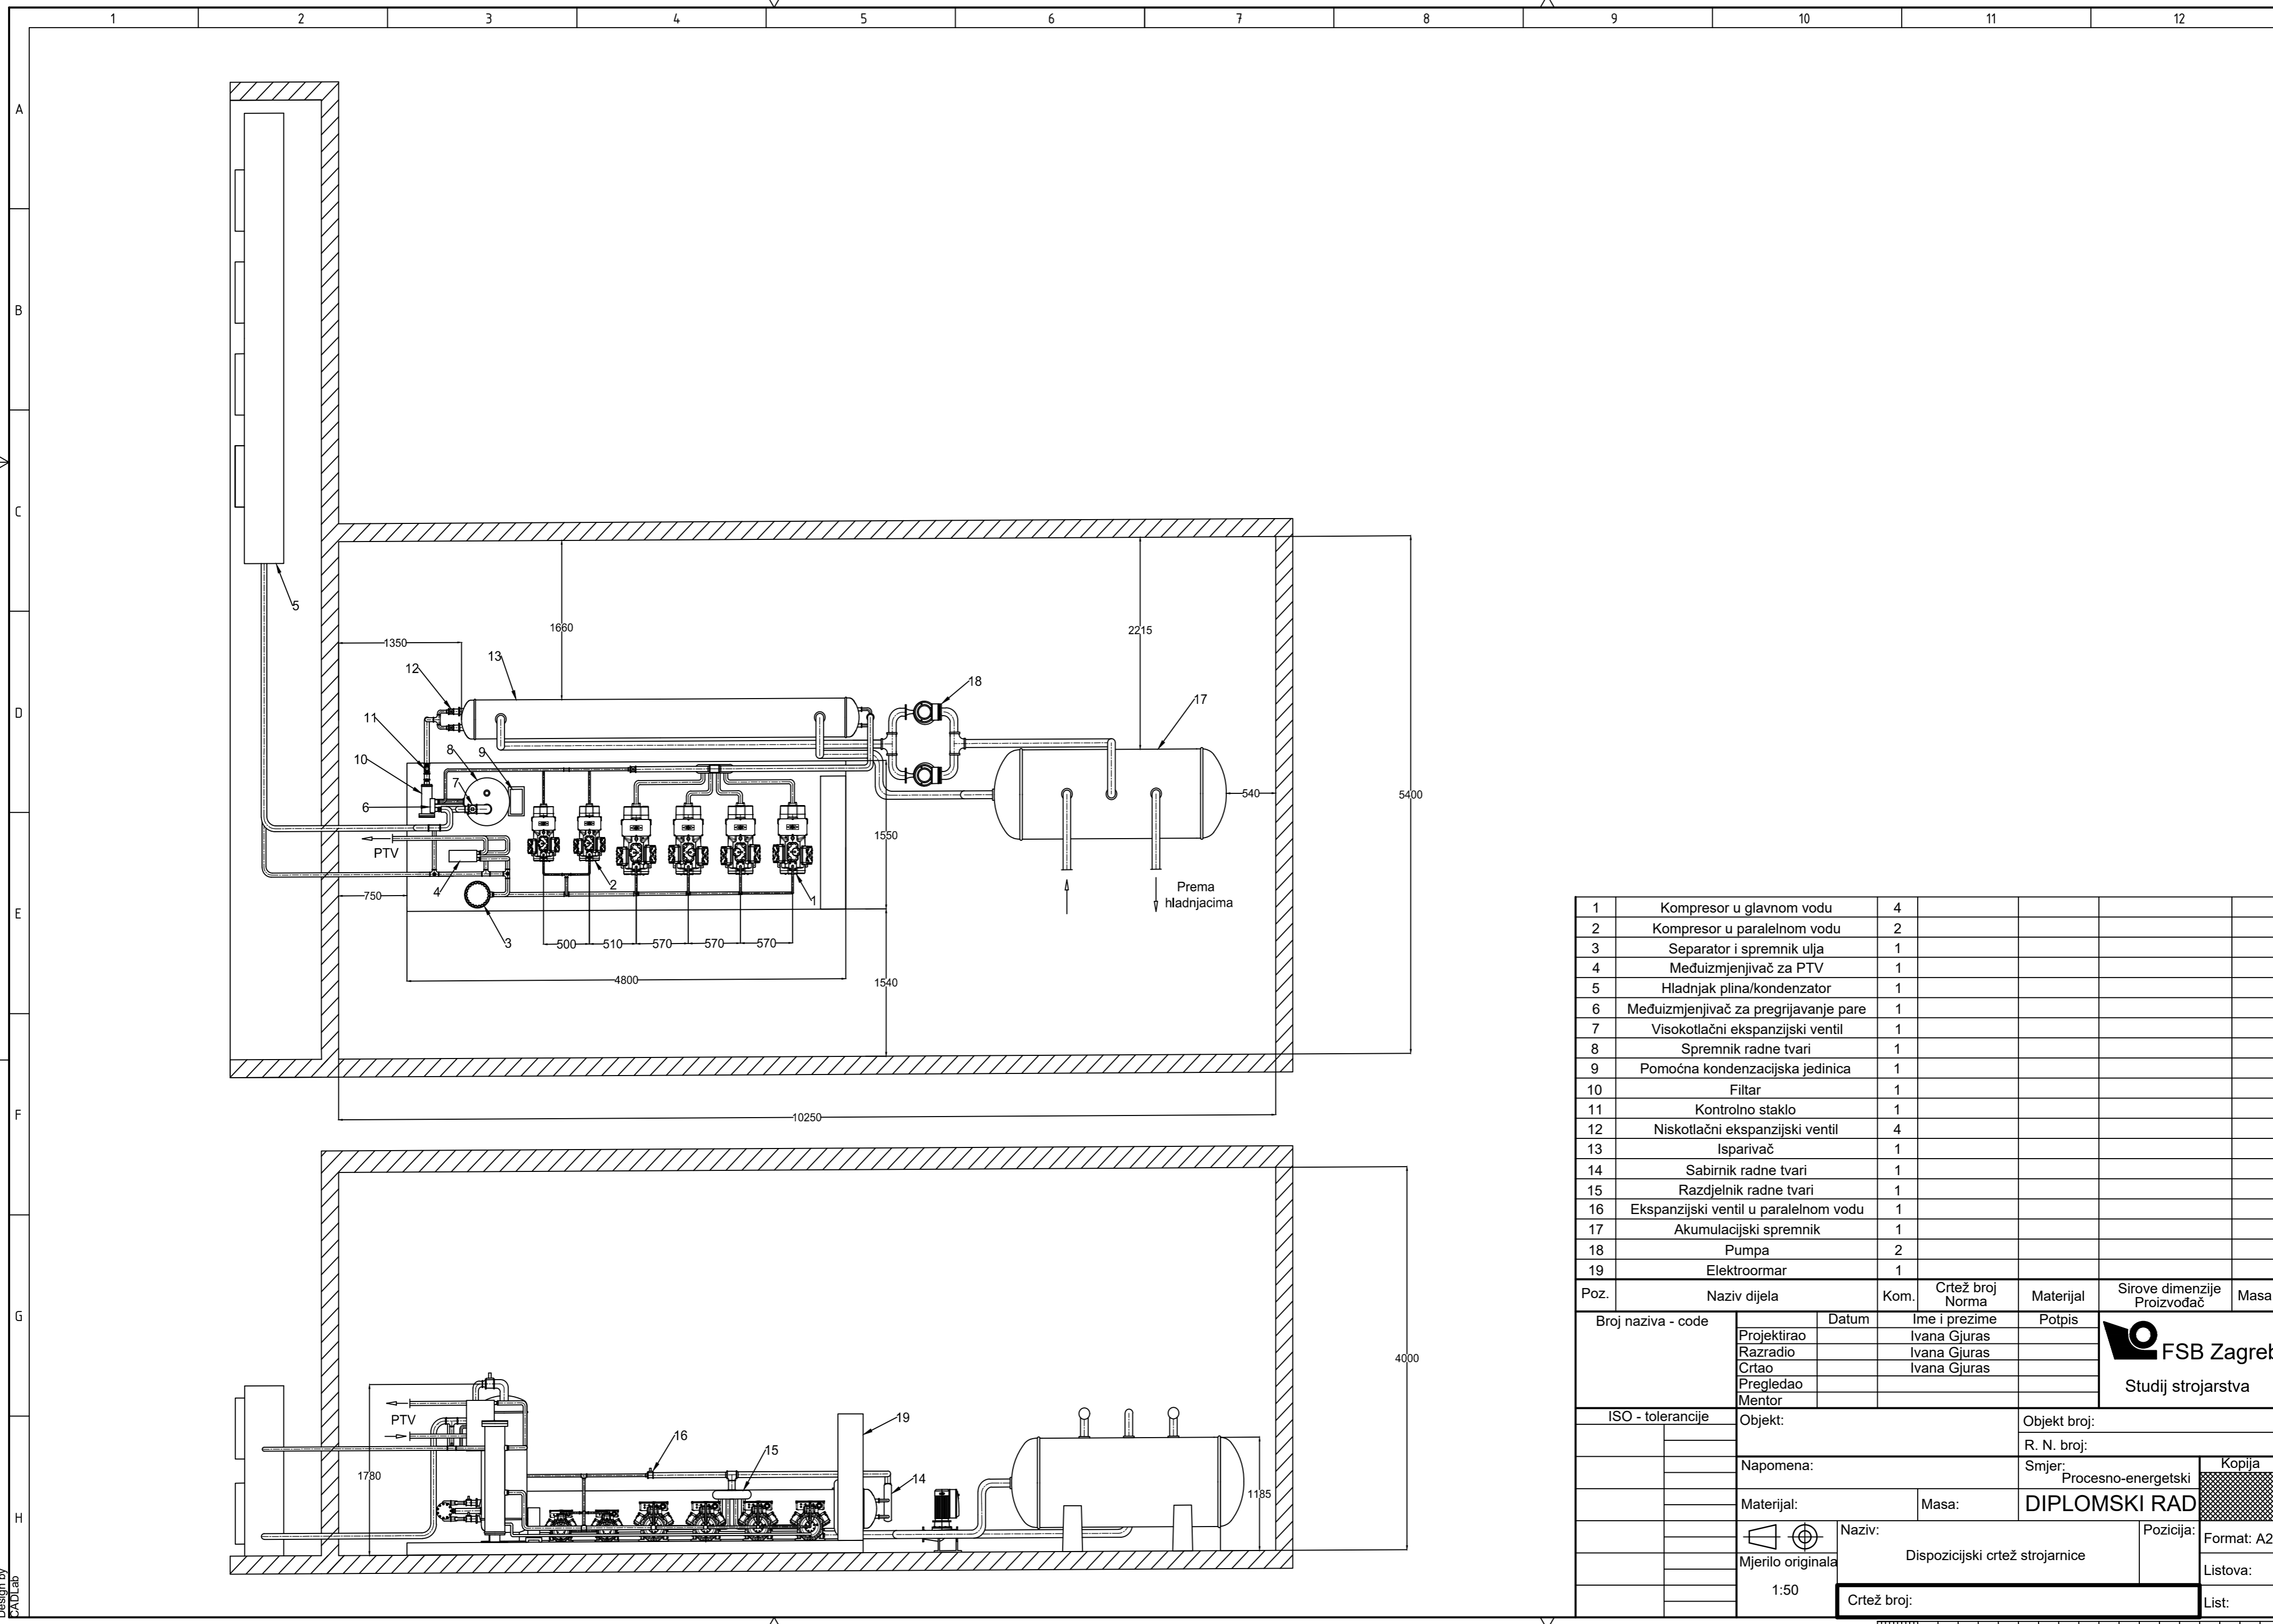 1 2 3 4 5 6 7 8 9 10 11 12
A
B
C
D
E
F
G
H
5
1350
1660
2215
13
12
11
10
8
9
7
6
18
17
540
5400
1550
PTV
4
2
1
750
3
500 510 570 570 570
4800
1540
Prema
hladnjacima
10250
4000
PTV
1780
16
15
19
14
1185
1 Kompresor u glavnom vodu 4
2 Kompresor u paralelnom vodu 2
3 Separator i spremnik ulja 1
4 Međuizmjenjivač za PTV 1
5 Hladnjak plina/kondenzator 1
6 Međuizmjenjivač za pregrijavanje pare 1
7 Visokotlačni ekspanzijski ventil 1
8 Spremnik radne tvari 1
9 Pomoćna kondenzacijska jedinica 1
10 Filtar 1
11 Kontrolno staklo 1
12 Niskotlačni ekspanzijski ventil 4
13 Isparivač 1
14 Sabirnik radne tvari 1
15 Razdjelnik radne tvari 1
16 Ekspanzijski ventil u paralelnom vodu 1
17 Akumulacijski spremnik 1
18 Pumpa 2
19 Elektroormar 1
Poz. Naziv dijela Kom. Crtež broj Norma Materijal Sirove dimenzije Proizvođač Masa
Broj naziva - code Datum Ime i prezime Potpis
Projektirao Ivana Gjuras
Razradio Ivana Gjuras
Crtao Ivana Gjuras
Pregledao
Mentor
FSB Zagreb
Studij strojarstva
ISO - tolerancije Objekt: Objekt broj:
R. N. broj:
Napomena: Smjer: Kopija
Procesno-energetski
Materijal: Masa: DIPLOMSKI RAD
Naziv: Pozicija: Format: A2
Dispozicijski crtež strojarnice
Mjerilo originala
1:50
Listova:
Crtež broj: List:
Design by
CADLab